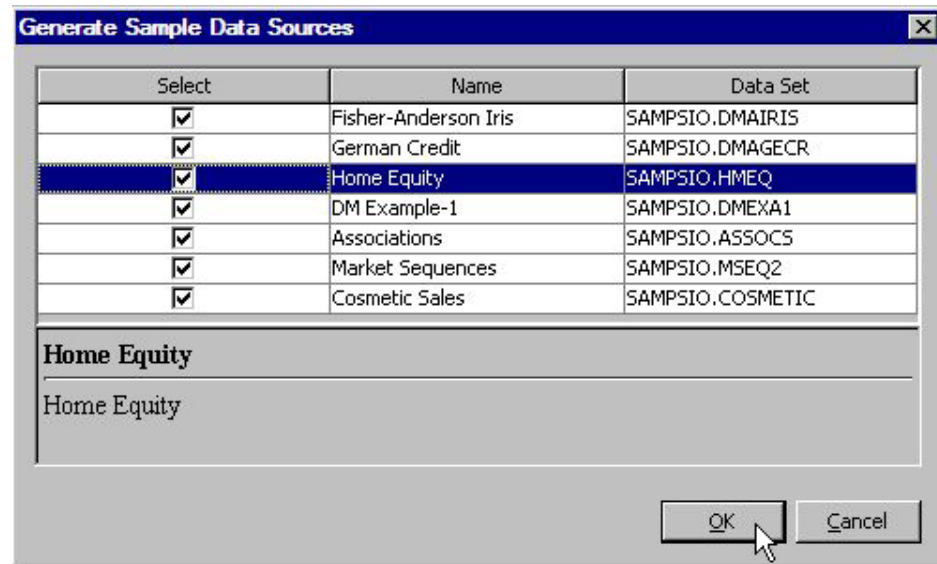 Generate Sample Data Sources
Select Name Data Set
Fisher-Anderson Iris SAMPSIO.DMAIRIS
German Credit SAMPSIO.DMAGECR
Home Equity SAMPSIO.HMEQ
DM Example-1 SAMPSIO.DMEXA1
Associations SAMPSIO.ASSOCS
Market Sequences SAMPSIO.MSEQ2
Cosmetic Sales SAMPSIO.COSMETIC
Home Equity
Home Equity
OK Cancel